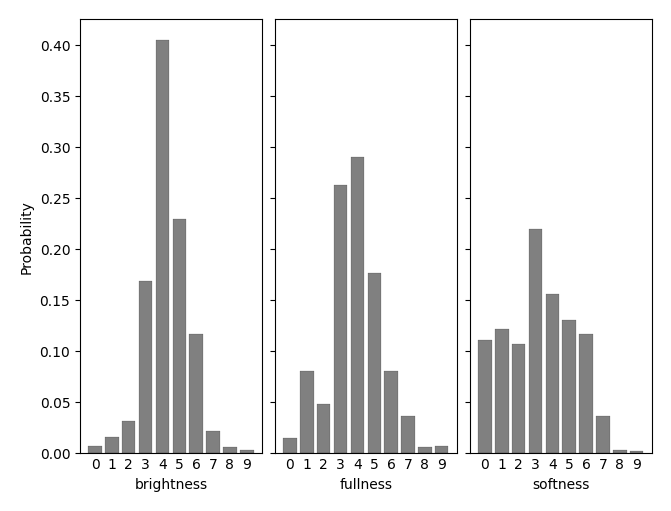 0.40
0.35
0.30
0.25
0.20
0.15
0.10
0.05
0.00
Probability
0 1 2 3 4 5 6 7 8 9
brightness
0 1 2 3 4 5 6 7 8 9
fullness
0 1 2 3 4 5 6 7 8 9
softness